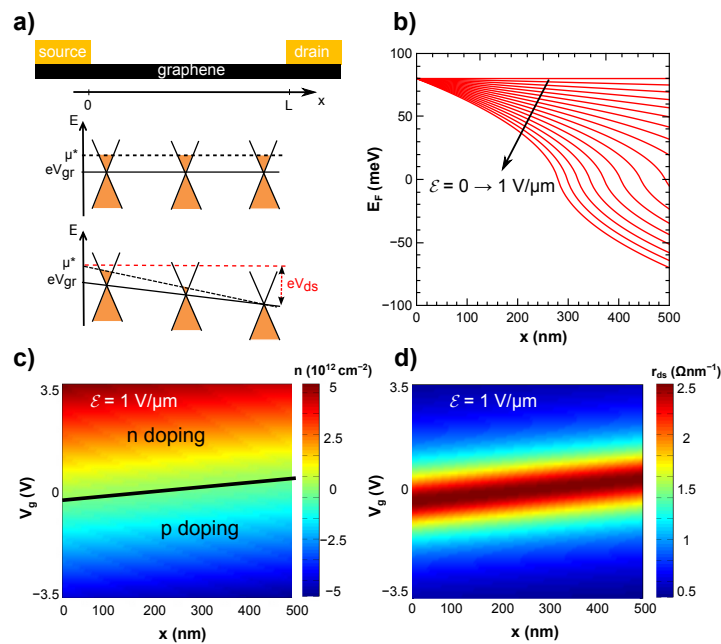 a)
source
drain
graphene
0
L
x
E
μ*
eVgr
E
μ*
eVgr
eVds
b)
100
50
0
−50
−100
EF (meV)
ℰ = 0 → 1 V/μm
0
100
200
300
400
500
x (nm)
c)
n (10¹² cm⁻²)
3.5
0
−3.5
Vg (V)
ℰ = 1 V/μm
n doping
p doping
0
100
200
300
400
500
x (nm)
5
2.5
0
−2.5
−5
d)
rds (Ωnm⁻¹)
3.5
0
−3.5
Vg (V)
ℰ = 1 V/μm
0
100
200
300
400
500
x (nm)
2.5
2
1.5
1
0.5